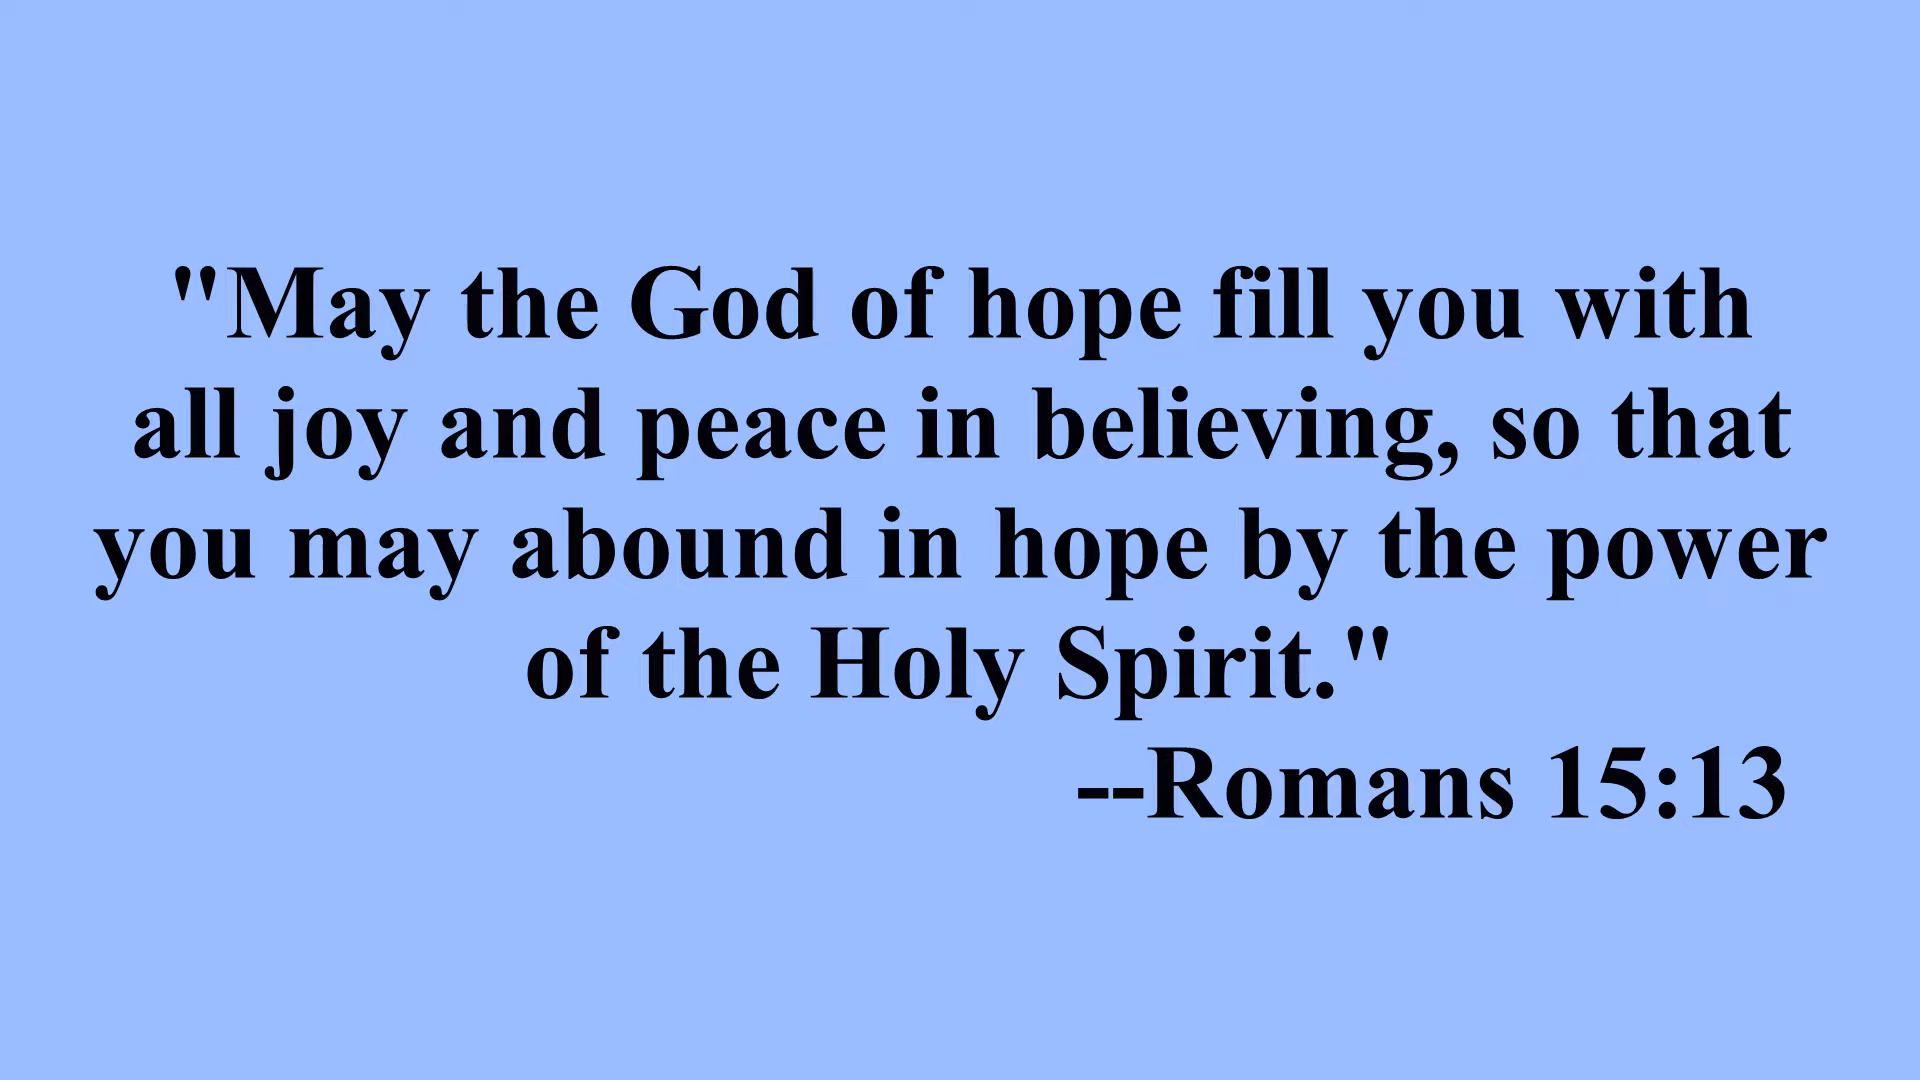 "May the God of hope fill you with
all joy and peace in believing, so that
you may abound in hope by the power
of the Holy Spirit."
--Romans 15:13